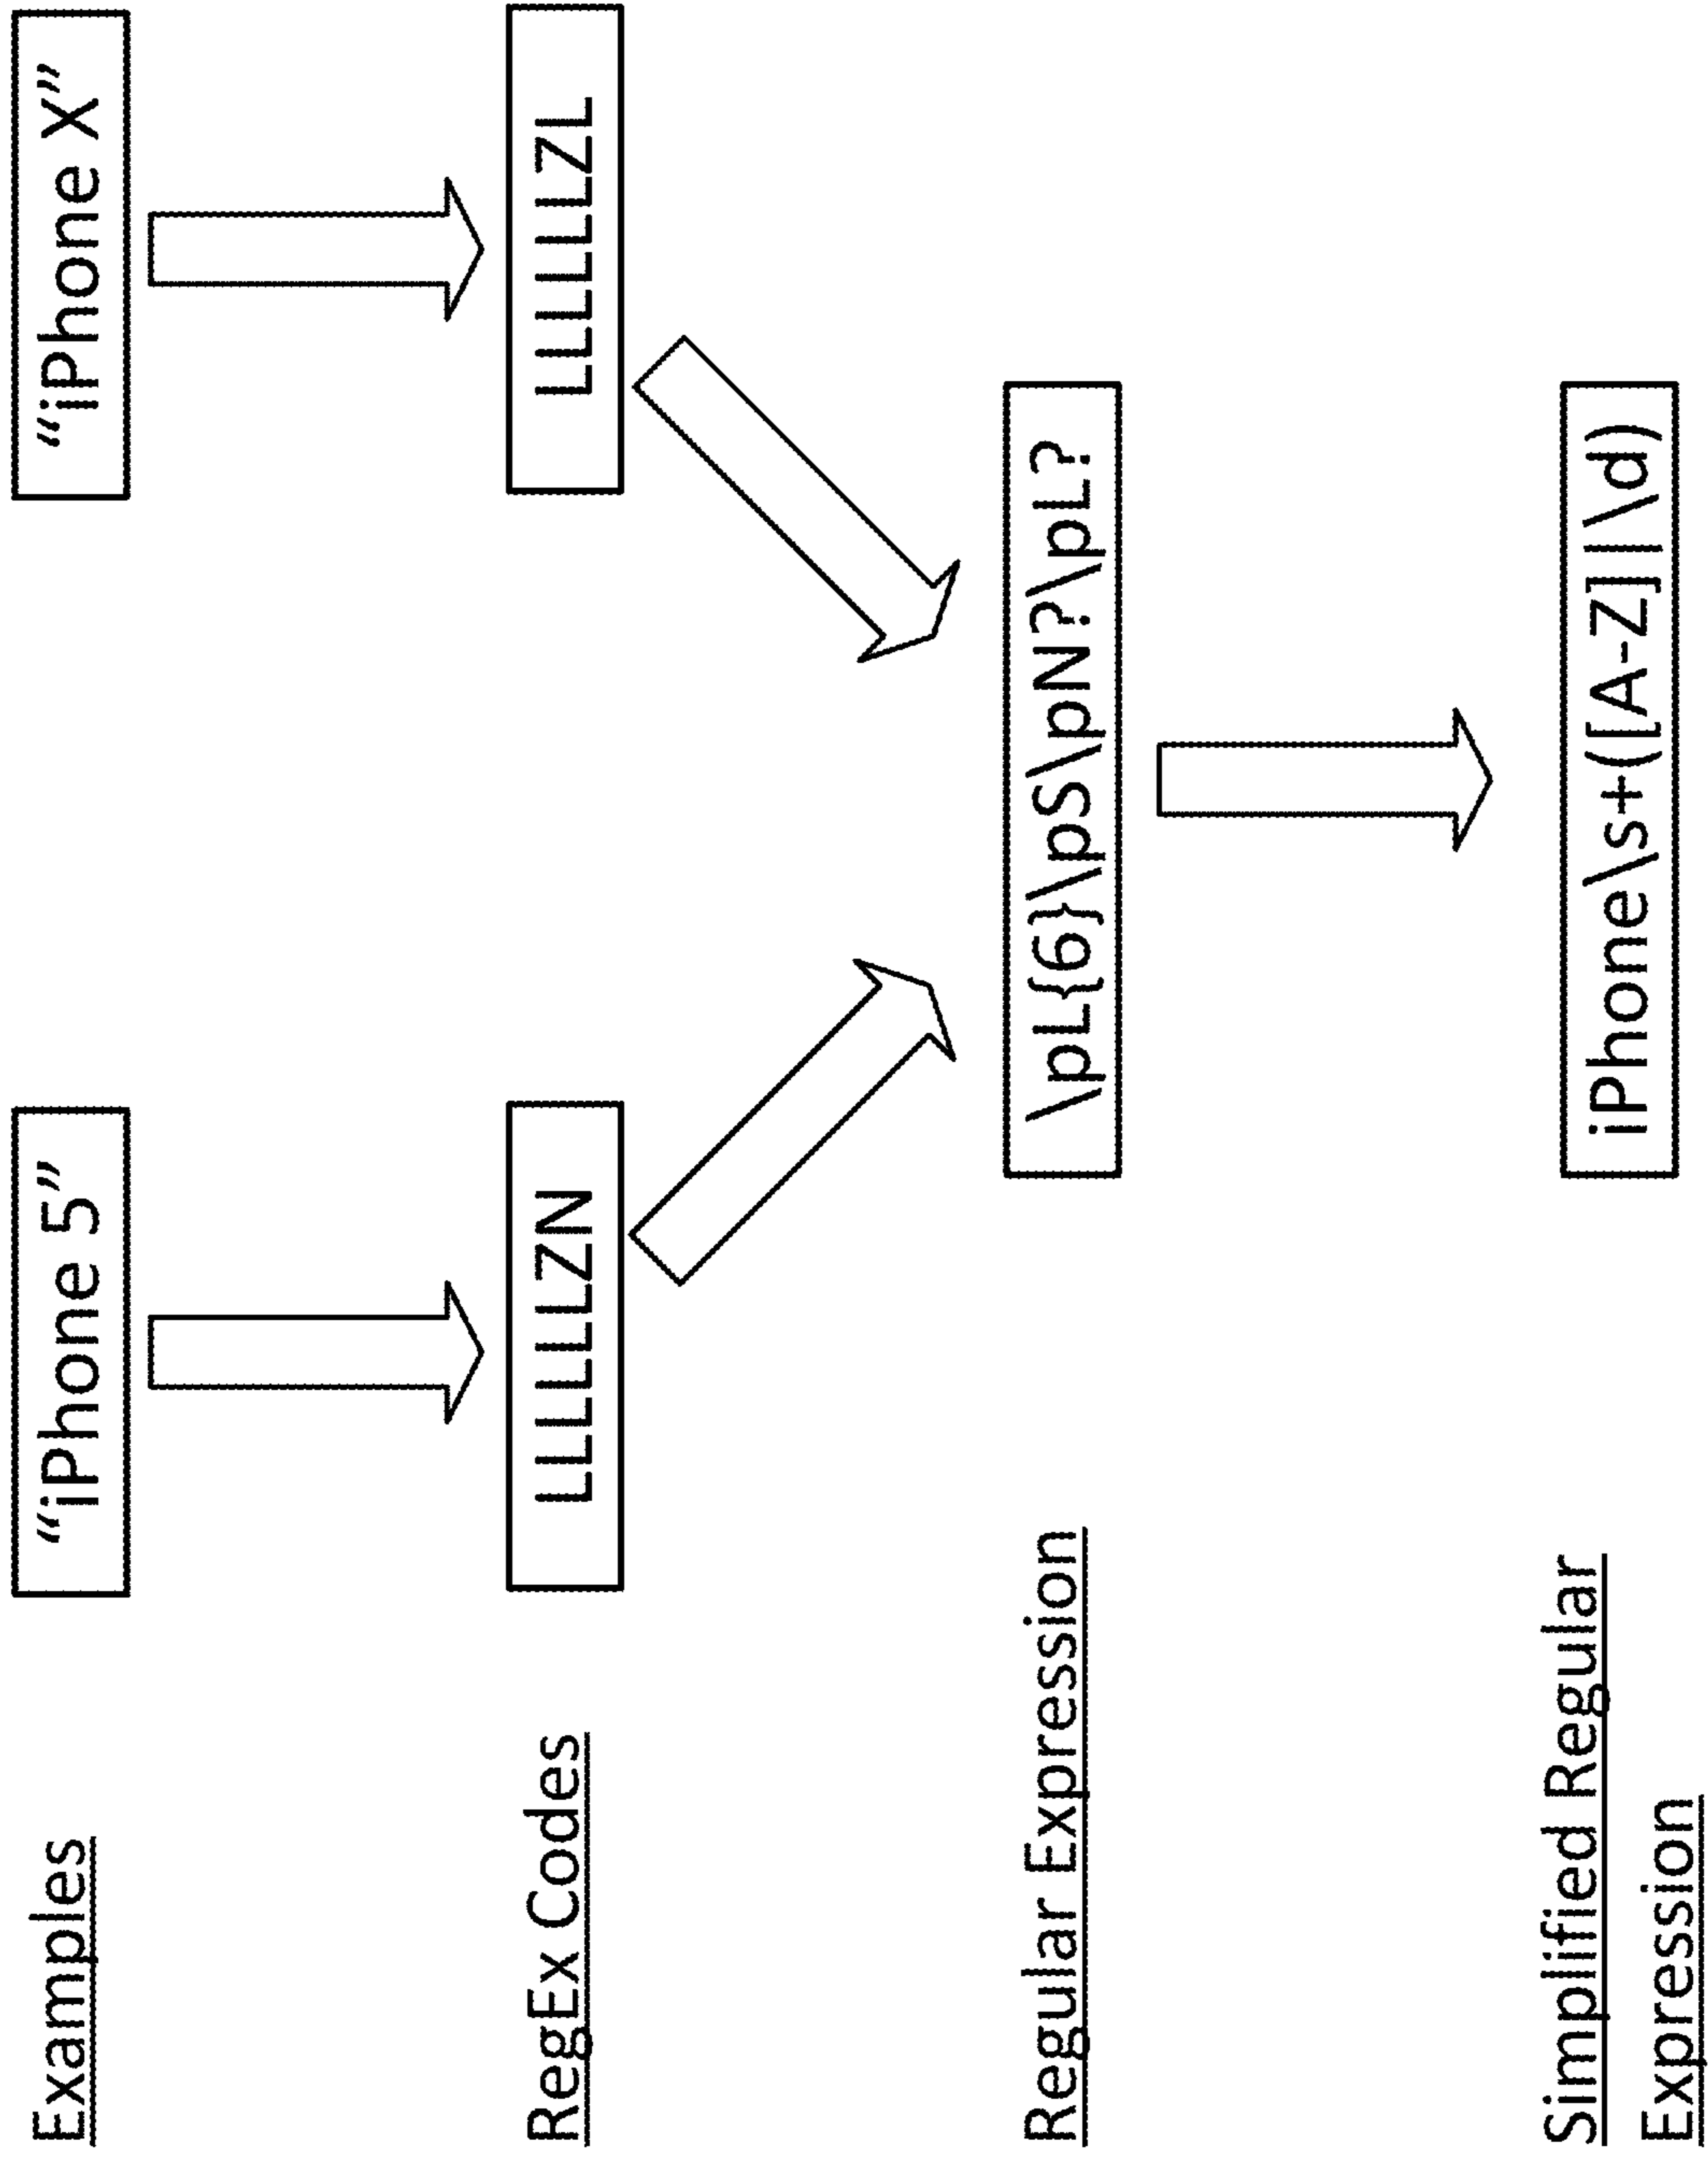 Examples
“iPhone 5”
“iPhone X”
RegEx Codes
LLLLLLZN
LLLLLLZL
Regular Expression
\pL{6}\pS\pN?\pL?
Simplified Regular
Expression
iPhone\s+([A-Z]|\d)